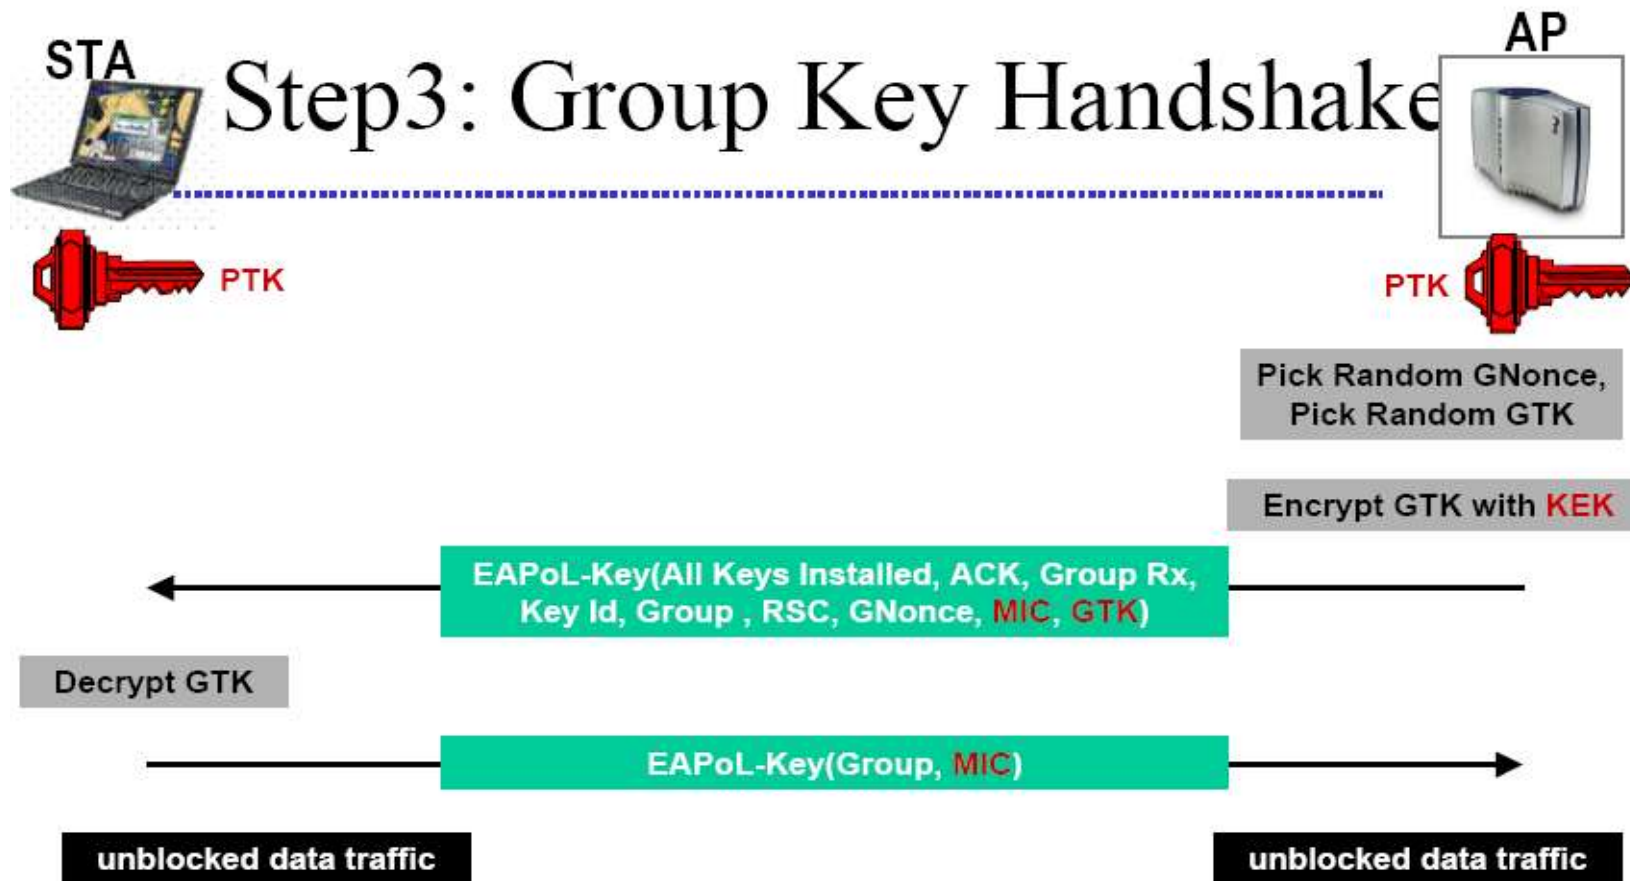 STA
AP
Step3: Group Key Handshake
PTK
PTK
Pick Random GNonce,
Pick Random GTK
Encrypt GTK with KEK
EAPoL-Key(All Keys Installed, ACK, Group Rx,
Key Id, Group , RSC, GNonce, MIC, GTK)
Decrypt GTK
EAPoL-Key(Group, MIC)
unblocked data traffic
unblocked data traffic